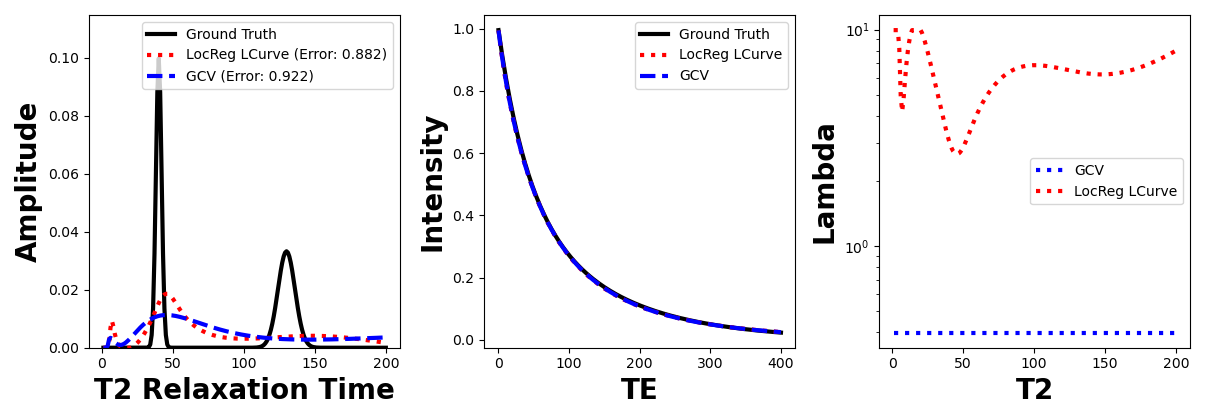 Ground Truth
LocReg LCurve (Error: 0.882)
GCV (Error: 0.922)
0.10
0.08
0.06
0.04
0.02
0.00
0
50
100
150
200
Amplitude
T2 Relaxation Time
Ground Truth
LocReg LCurve
GCV
1.0
0.8
0.6
0.4
0.2
0.0
0
100
200
300
400
Intensity
TE
10¹
10⁰
GCV
LocReg LCurve
0
50
100
150
200
Lambda
T2